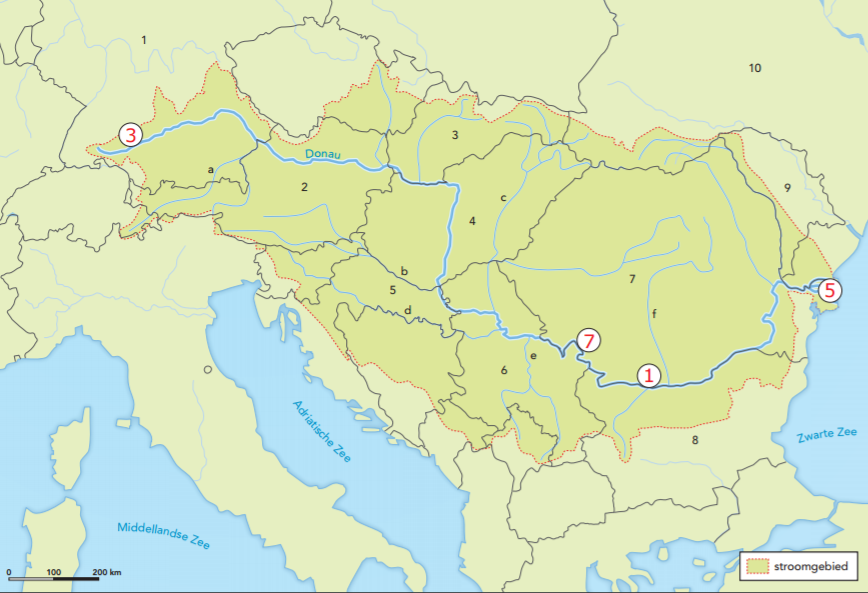 1
10
3
3
Donau
a
2
9
c
4
b
5
7
5
d
f
7
e
6
1
8
Adriatische Zee
Zwarte Zee
Middellandse Zee
0 100 200 km
stroomgebied